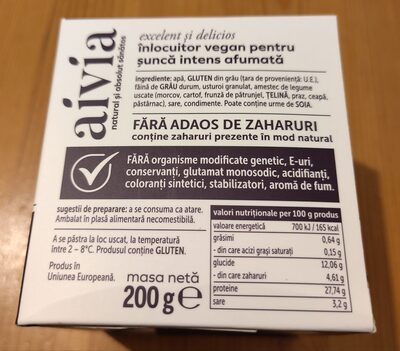 aivia
natural și absolut sănătos
excelent și delicios
înlocuitor vegan pentru
șuncă intens afumată
ingrediente: apă, GLUTEN din grâu (țara de proveniență: U.E.),
făină de GRÂU durum, usturoi granulat, amestec de legume
uscate (morcov, cartof, frunză de pătrunjel, ȚELINĂ, praz, ceapă,
păstârnac), sare, condimente. Poate conține urme de SOIA.
FĂRĂ ADAOS DE ZAHARURI
conține zaharuri prezente în mod natural
FĂRĂ organisme modificate genetic, E-uri,
conservanți, glutamat monosodic, acidifianți,
coloranți sintetici, stabilizatori, aromă de fum.
sugestii de preparare: a se consuma ca atare.
Ambalat în plasă alimentară necomestibilă.
A se păstra la loc uscat, la temperatura
între 2 – 8°C. Produsul conține GLUTEN.
Produs în
Uniunea Europeană.
masa netă
200 g e
valori nutriționale per 100 g produs
valoare energetică 700 kJ / 165 kcal
grăsimi 0,64 g
- din care acizi grași saturați 0,15 g
glucide 12,06 g
- din care zaharuri 4,61 g
proteine 27,74 g
sare 3,2 g